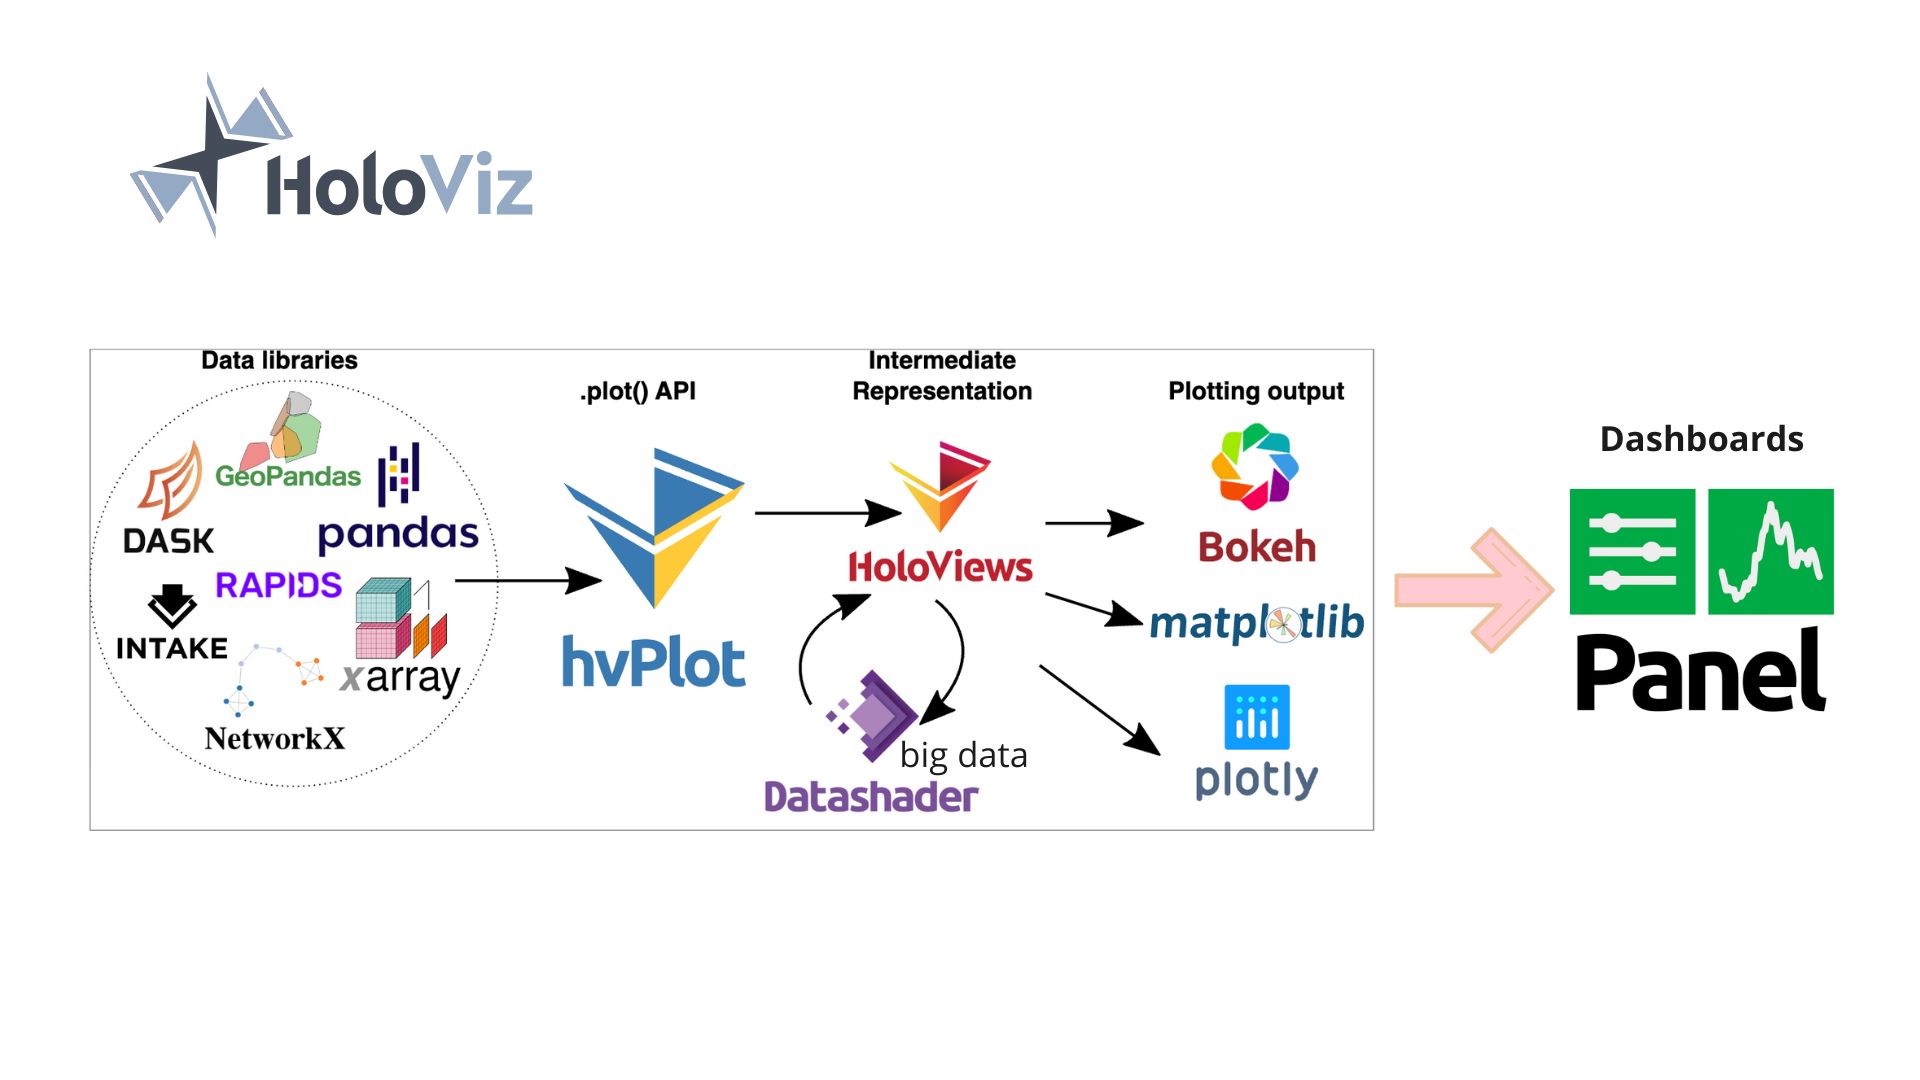 HoloViz
Data libraries
GeoPandas
DASK
pandas
RAPIDS
INTAKE
xarray
NetworkX
.plot() API
hvPlot
Intermediate
Representation
HoloViews
big data
Datashader
Plotting output
Bokeh
matplotlib
plotly
Dashboards
Panel